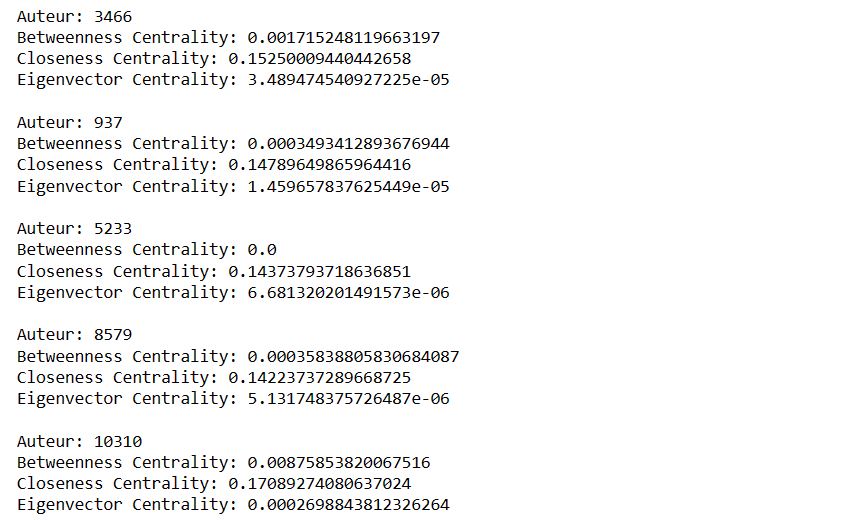 Auteur: 3466
Betweenness Centrality: 0.001715248119663197
Closeness Centrality: 0.15250009440442658
Eigenvector Centrality: 3.489474540927225e-05
Auteur: 937
Betweenness Centrality: 0.0003493412893676944
Closeness Centrality: 0.14789649865964416
Eigenvector Centrality: 1.459657837625449e-05
Auteur: 5233
Betweenness Centrality: 0.0
Closeness Centrality: 0.14373793718636851
Eigenvector Centrality: 6.681320201491573e-06
Auteur: 8579
Betweenness Centrality: 0.00035838805830684087
Closeness Centrality: 0.14223737289668725
Eigenvector Centrality: 5.131748375726487e-06
Auteur: 10310
Betweenness Centrality: 0.00875853820067516
Closeness Centrality: 0.17089274080637024
Eigenvector Centrality: 0.0002698843812326264